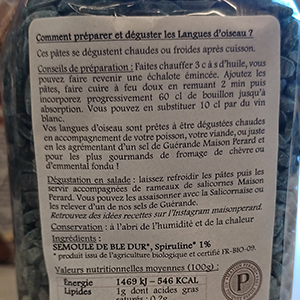 Comment préparer et déguster les Langues d'oiseau ?
Ces pâtes se dégustent chaudes ou froides après cuisson.
Conseils de préparation : Faites chauffer 3 c à s d'huile, vous
pouvez faire revenir une échalote émincée. Ajoutez les
pâtes, faire cuire à feu doux en remuant 2 min puis
incorporez progressivement 60 cl de bouillon jusqu'à
absorption. Vous pouvez en substituer 10 cl par du vin
blanc.
Vos langues d'oiseau sont prêtes à être dégustées chaudes
en accompagnement de votre poisson, votre viande, ou juste
en les agrémentant d'un sel de Guérande Maison Perard et
pour les plus gourmands de fromage de chèvre ou
d'emmental fondu !
Dégustation en salade : laissez refroidir les pâtes puis les
servir accompagnées de rameaux de salicornes Maison
Perard. Vous pouvez les assaisonner avec la Salicornaise ou
les relever d'un de nos sels de Guérande.
Retrouvez des idées recettes sur l'Instagram maisonperard.
Conservation : à l'abri de l'humidité et de la chaleur
Ingrédients :
SEMOULE DE BLE DUR*, Spiruline* 1%
* produit issu de l'agriculture biologique et certifié FR-BIO-09.
Valeurs nutritionnelles moyennes (100g) :
Energie 1469 kJ - 346 KCAL
Lipides 1g dont acides gras
saturés : 0,2g
P